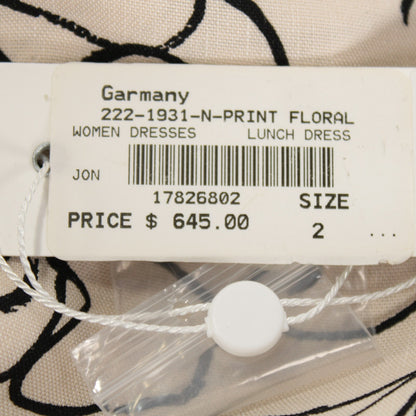 Garmany
222-1931-N-PRINT FLORAL
WOMEN DRESSES LUNCH DRESS
JON
17826802
SIZE
PRICE $ 645.00
2 ...